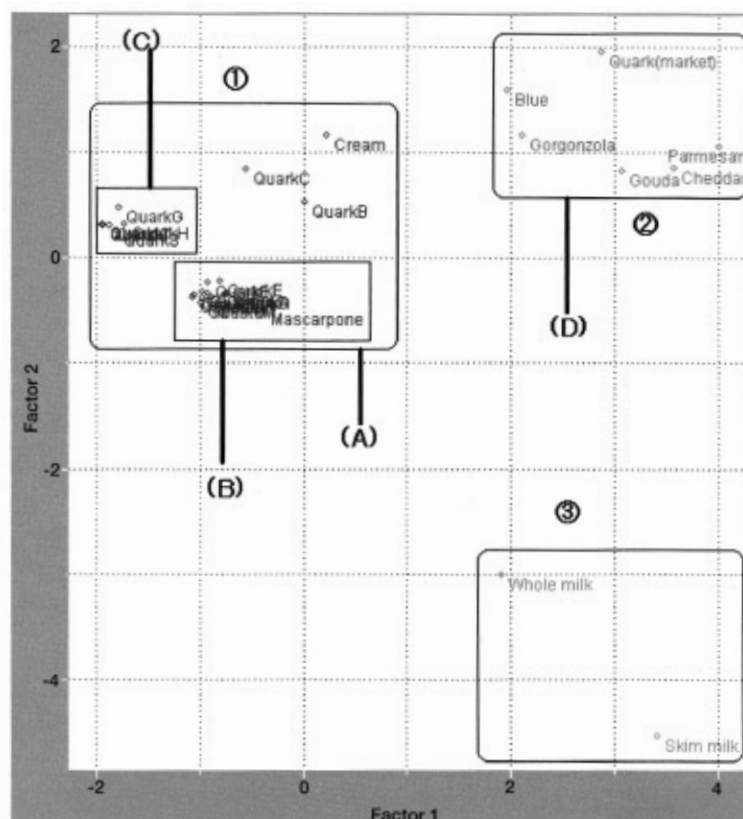 (C)
①
2
Quark(market)
Blue
Cream
Gorgonzola
Parmesan
QuarkC
Gouda
Cheddar
QuarkB
QuarkG
②
0
Mascarpone
(D)
Factor 2
(A)
-2
(B)
③
Whole milk
-4
Skim milk
-2
0
2
4
Factor 1